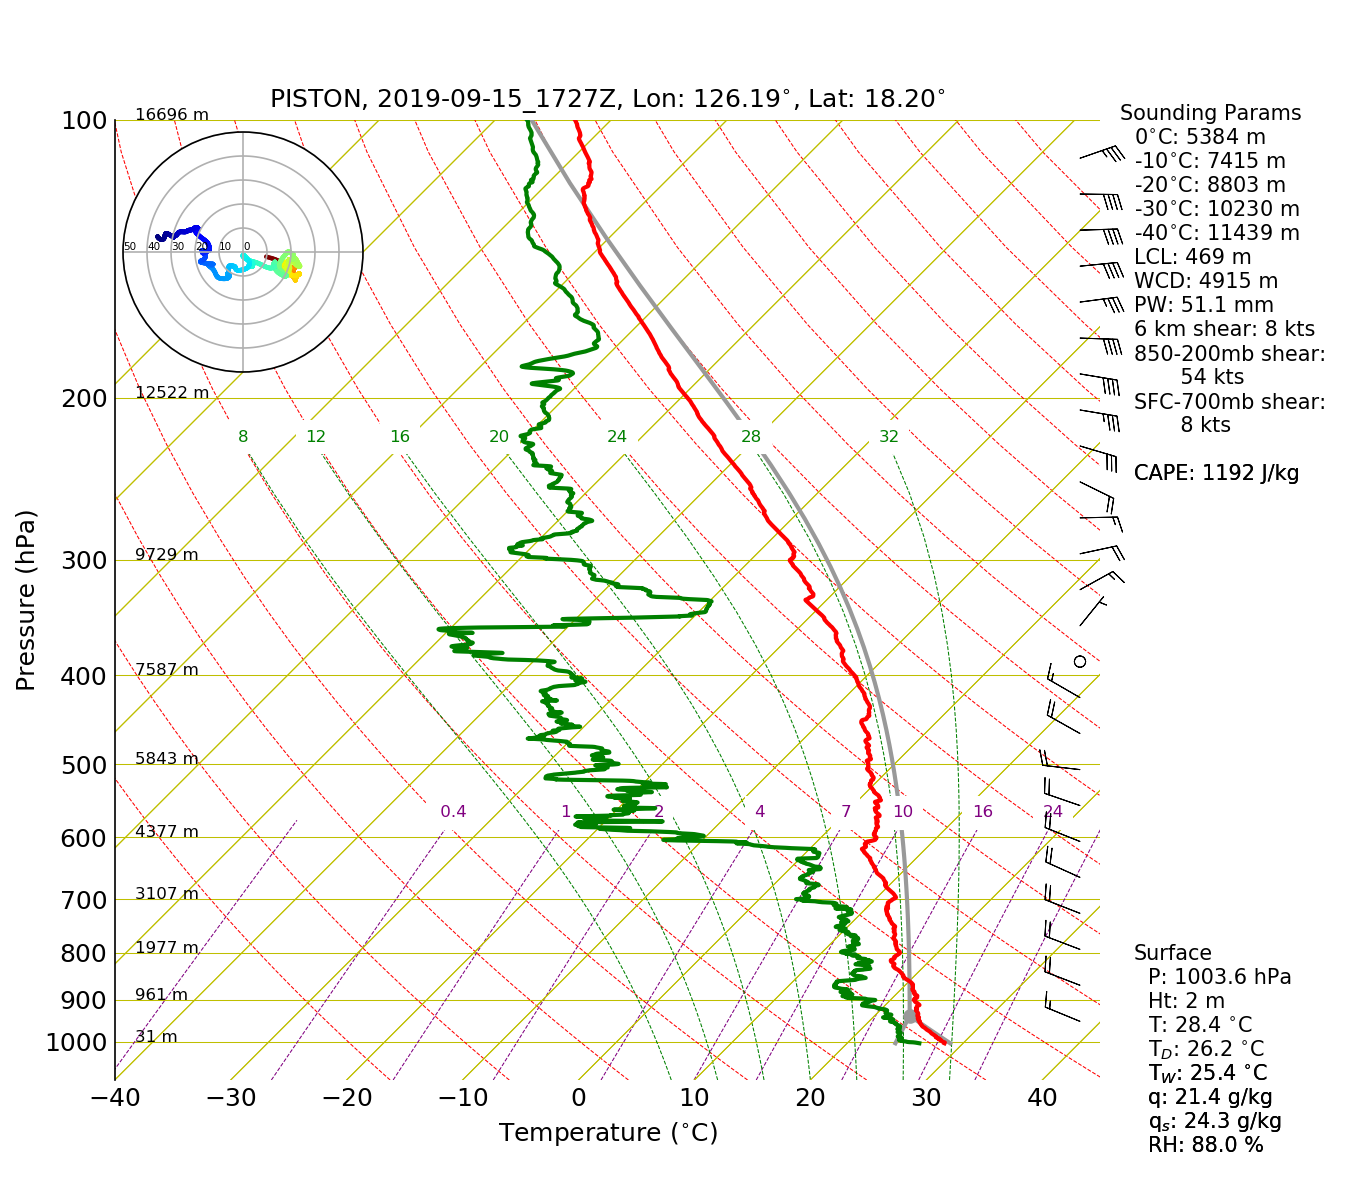 PISTON, 2019-09-15_1727Z, Lon: 126.19°, Lat: 18.20°
Sounding Params
0°C: 5384 m
-10°C: 7415 m
-20°C: 8803 m
-30°C: 10230 m
-40°C: 11439 m
LCL: 469 m
WCD: 4915 m
PW: 51.1 mm
6 km shear: 8 kts
850-200mb shear:
54 kts
SFC-700mb shear:
8 kts
CAPE: 1192 J/kg
Pressure (hPa)
100 16696 m
50 40 30 20 10 0
200 12522 m
8 12 16 20 24 28 32
300 9729 m
400 7587 m
500 5843 m
0.4 1 2 4 7 10 16 24
600 4377 m
700 3107 m
800 1977 m
900 961 m
1000 31 m
−40 −30 −20 −10 0 10 20 30 40
Temperature (°C)
Surface
P: 1003.6 hPa
Ht: 2 m
T: 28.4 °C
T_D: 26.2 °C
T_W: 25.4 °C
q: 21.4 g/kg
q_s: 24.3 g/kg
RH: 88.0 %